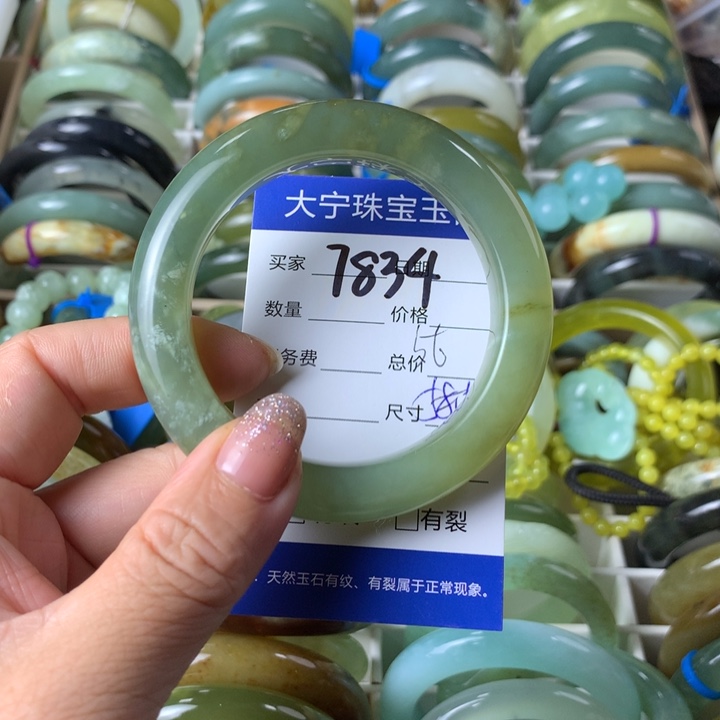 大宁珠宝玉
买家 7834
数量 价格
务费 总价
尺寸
有裂
天然玉石有纹、有裂属于正常现象。